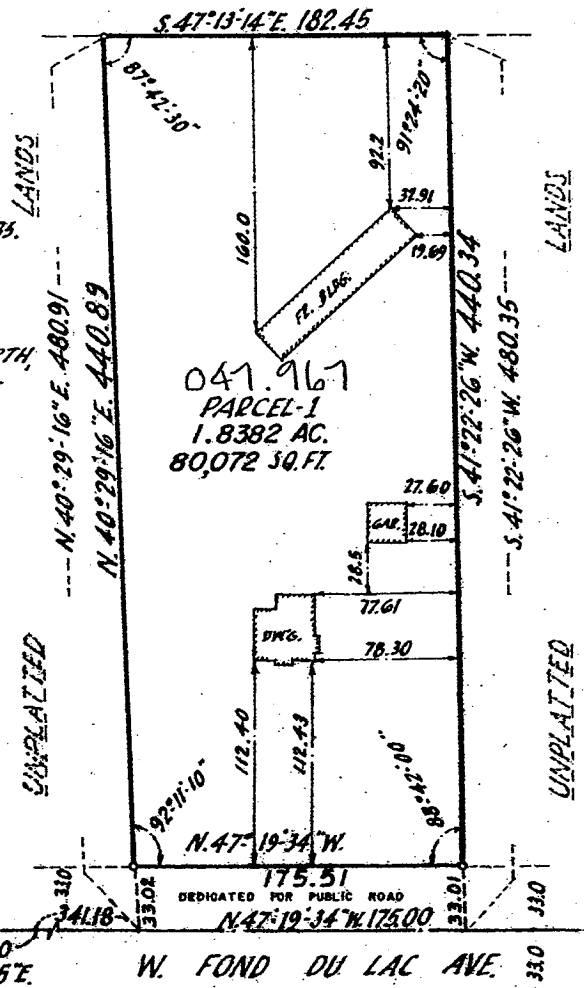 S. 47°-13'-14" E. 182.45
87°-42'-30"
91°-24'-20"
LANDS
LANDS
92.2
160.0
32.91
19.69
35.
FR. BLDG.
RTH,
N. 40°-29'-16" E. 480.91
N. 40°-29'-16" E. 440.89
S. 41°-22'-26" W. 440.34
S. 41°-22'-26" W. 480.35
047.967
PARCEL-1
1.8382 AC.
80,072 SQ. FT.
27.60
GAR.
28.10
28.5
77.61
DWG.
78.30
UNPLATTED
UNPLATTED
112.40
112.43
92°-11'-10"
88°-42'-00"
N. 47°-19'-34" W.
175.51
DEDICATED FOR PUBLIC ROAD
33.0
33.02
33.01
33.0
341.18
N. 47°-19'-34" W. 175.00
0
5"E.
W. FOND DU LAC AVE.
33.0